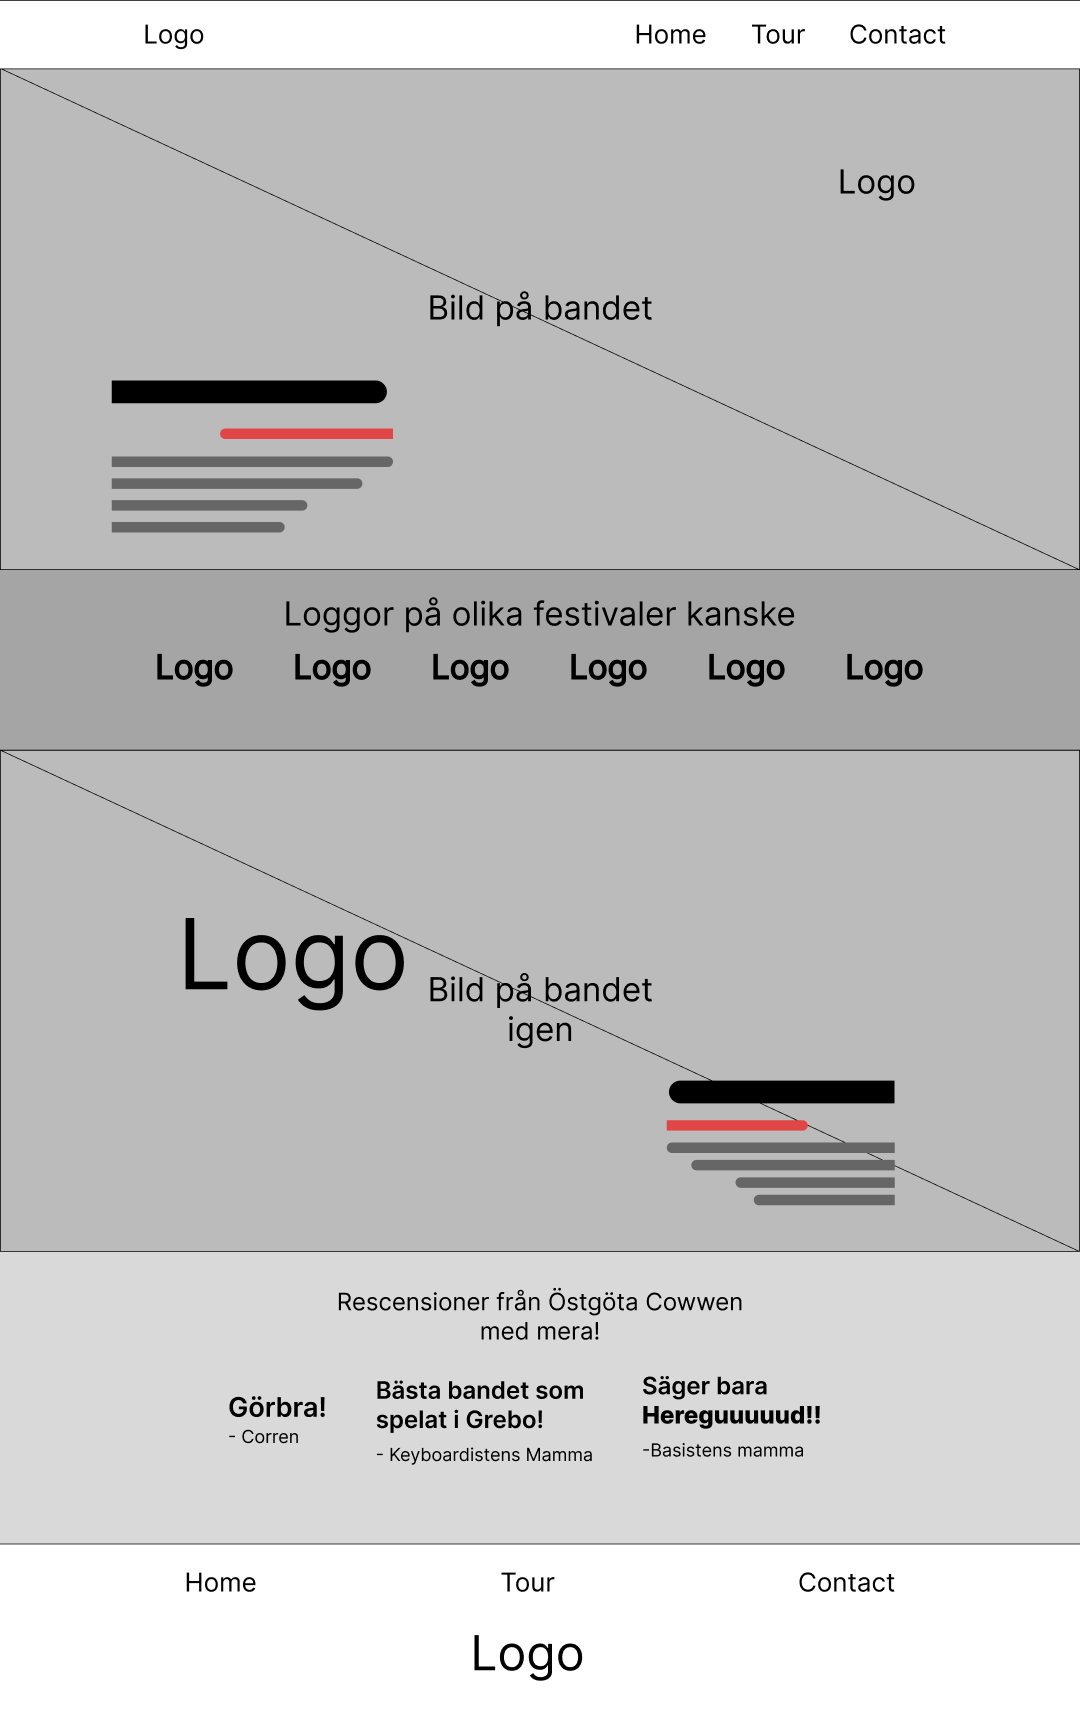 Logo
Home
Tour
Contact
Logo
Bild på bandet
Loggor på olika festivaler kanske
Logo
Logo
Logo
Logo
Logo
Logo
Logo
Bild på bandet
igen
Rescensioner från Östgöta Cowwen
med mera!
Görbra!
- Corren
Bästa bandet som
spelat i Grebo!
- Keyboardistens Mamma
Säger bara
Hereguuuuud!!
-Basistens mamma
Home
Tour
Contact
Logo